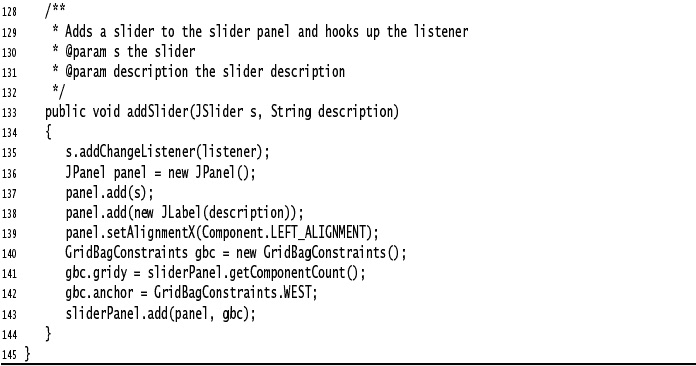 128    /**
129     * Adds a slider to the slider panel and hooks up the listener
130     * @param s the slider
131     * @param description the slider description
132     */
133    public void addSlider(JSlider s, String description)
134    {
135       s.addChangeListener(listener);
136       JPanel panel = new JPanel();
137       panel.add(s);
138       panel.add(new JLabel(description));
139       panel.setAlignmentX(Component.LEFT_ALIGNMENT);
140       GridBagConstraints gbc = new GridBagConstraints();
141       gbc.gridy = sliderPanel.getComponentCount();
142       gbc.anchor = GridBagConstraints.WEST;
143       sliderPanel.add(panel, gbc);
144    }
145 }